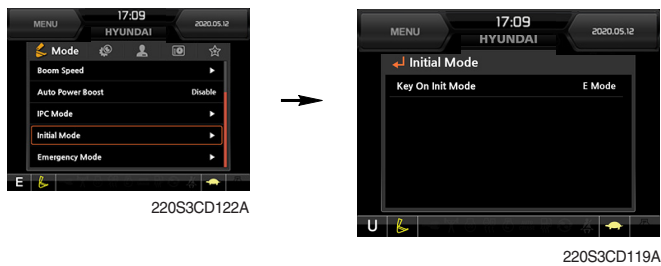 MENU
17:09
HYUNDAI
2020.05.12
Mode
Boom Speed
Auto Power Boost Disable
IPC Mode
Initial Mode
Emergency Mode
E
220S3CD122A
MENU
17:09
HYUNDAI
2020.05.12
Initial Mode
Key On Init Mode E Mode
U
220S3CD119A